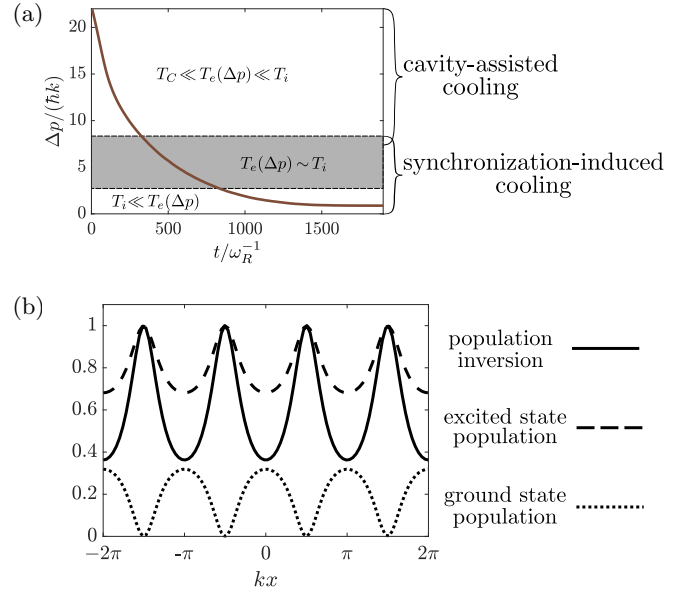 (a)
20
15
10
5
0
Δp/(ħk)
T_C ≪ T_e(Δp) ≪ T_i
T_e(Δp) ∼ T_i
T_i ≪ T_e(Δp)
0 500 1000 1500
t/ω_R^{-1}
cavity-assisted
cooling
synchronization-induced
cooling
(b)
1
0.8
0.6
0.4
0.2
0
−2π -π 0 π 2π
kx
population
inversion
excited state
population
ground state
population